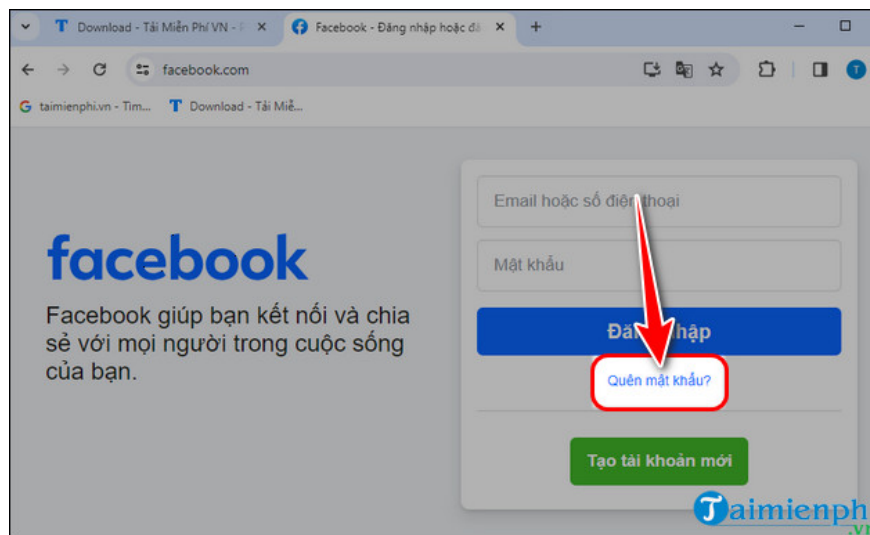 Download - Tải Miễn Phí VN - P
Facebook - Đăng nhập hoặc đă
facebook.com
taimienphi.vn - Tìm...
Download - Tải Miễ...
Email hoặc số điện thoại
Mật khẩu
facebook
Facebook giúp bạn kết nối và chia
sẻ với mọi người trong cuộc sống
của bạn.
Quên mật khẩu?
Tạo tài khoản mới
Taimienph
.vn